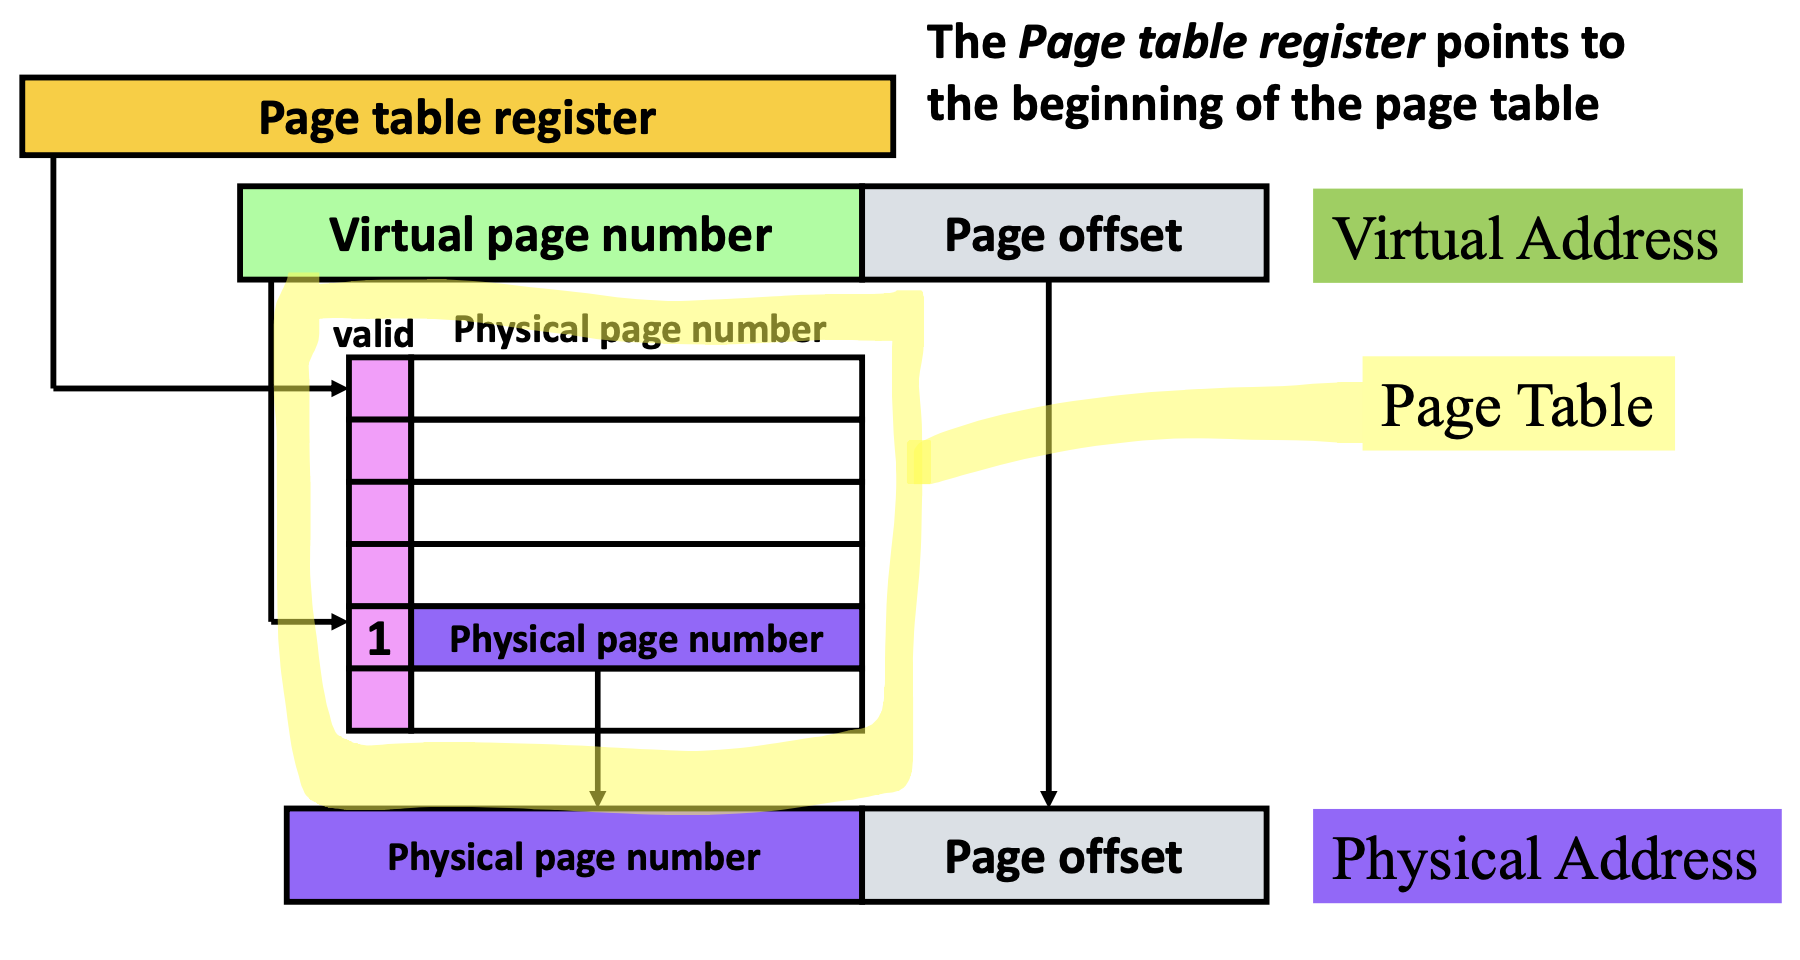 The Page table register points to
the beginning of the page table
Page table register
Virtual page number
Page offset
Virtual Address
valid
Physical page number
Page Table
1
Physical page number
Physical page number
Page offset
Physical Address